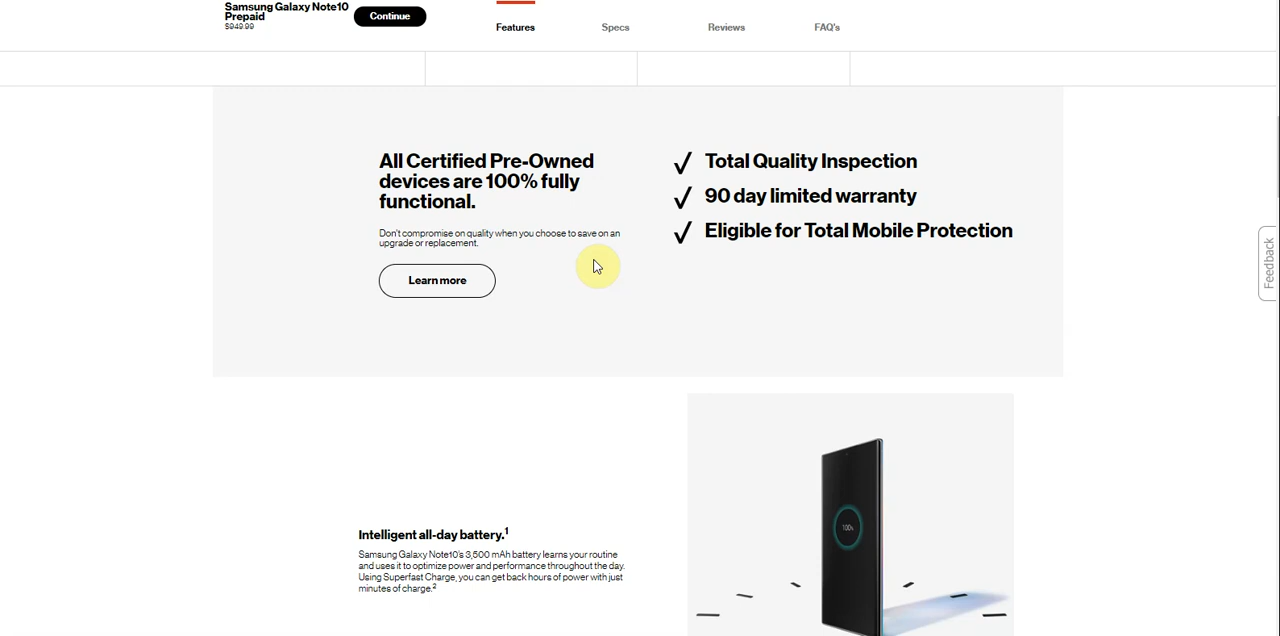 Samsung Galaxy Note10
Prepaid
$949.99
Continue
Features
Specs
Reviews
FAQ's
All Certified Pre-Owned
devices are 100% fully
functional.
Don't compromise on quality when you choose to save on an
upgrade or replacement.
Learn more
✓ Total Quality Inspection
✓ 90 day limited warranty
✓ Eligible for Total Mobile Protection
Feedback
Intelligent all-day battery.1
Samsung Galaxy Note10's 3,500 mAh battery learns your routine
and uses it to optimize power and performance throughout the day.
Using Superfast Charge, you can get back hours of power with just
minutes of charge.2
100%